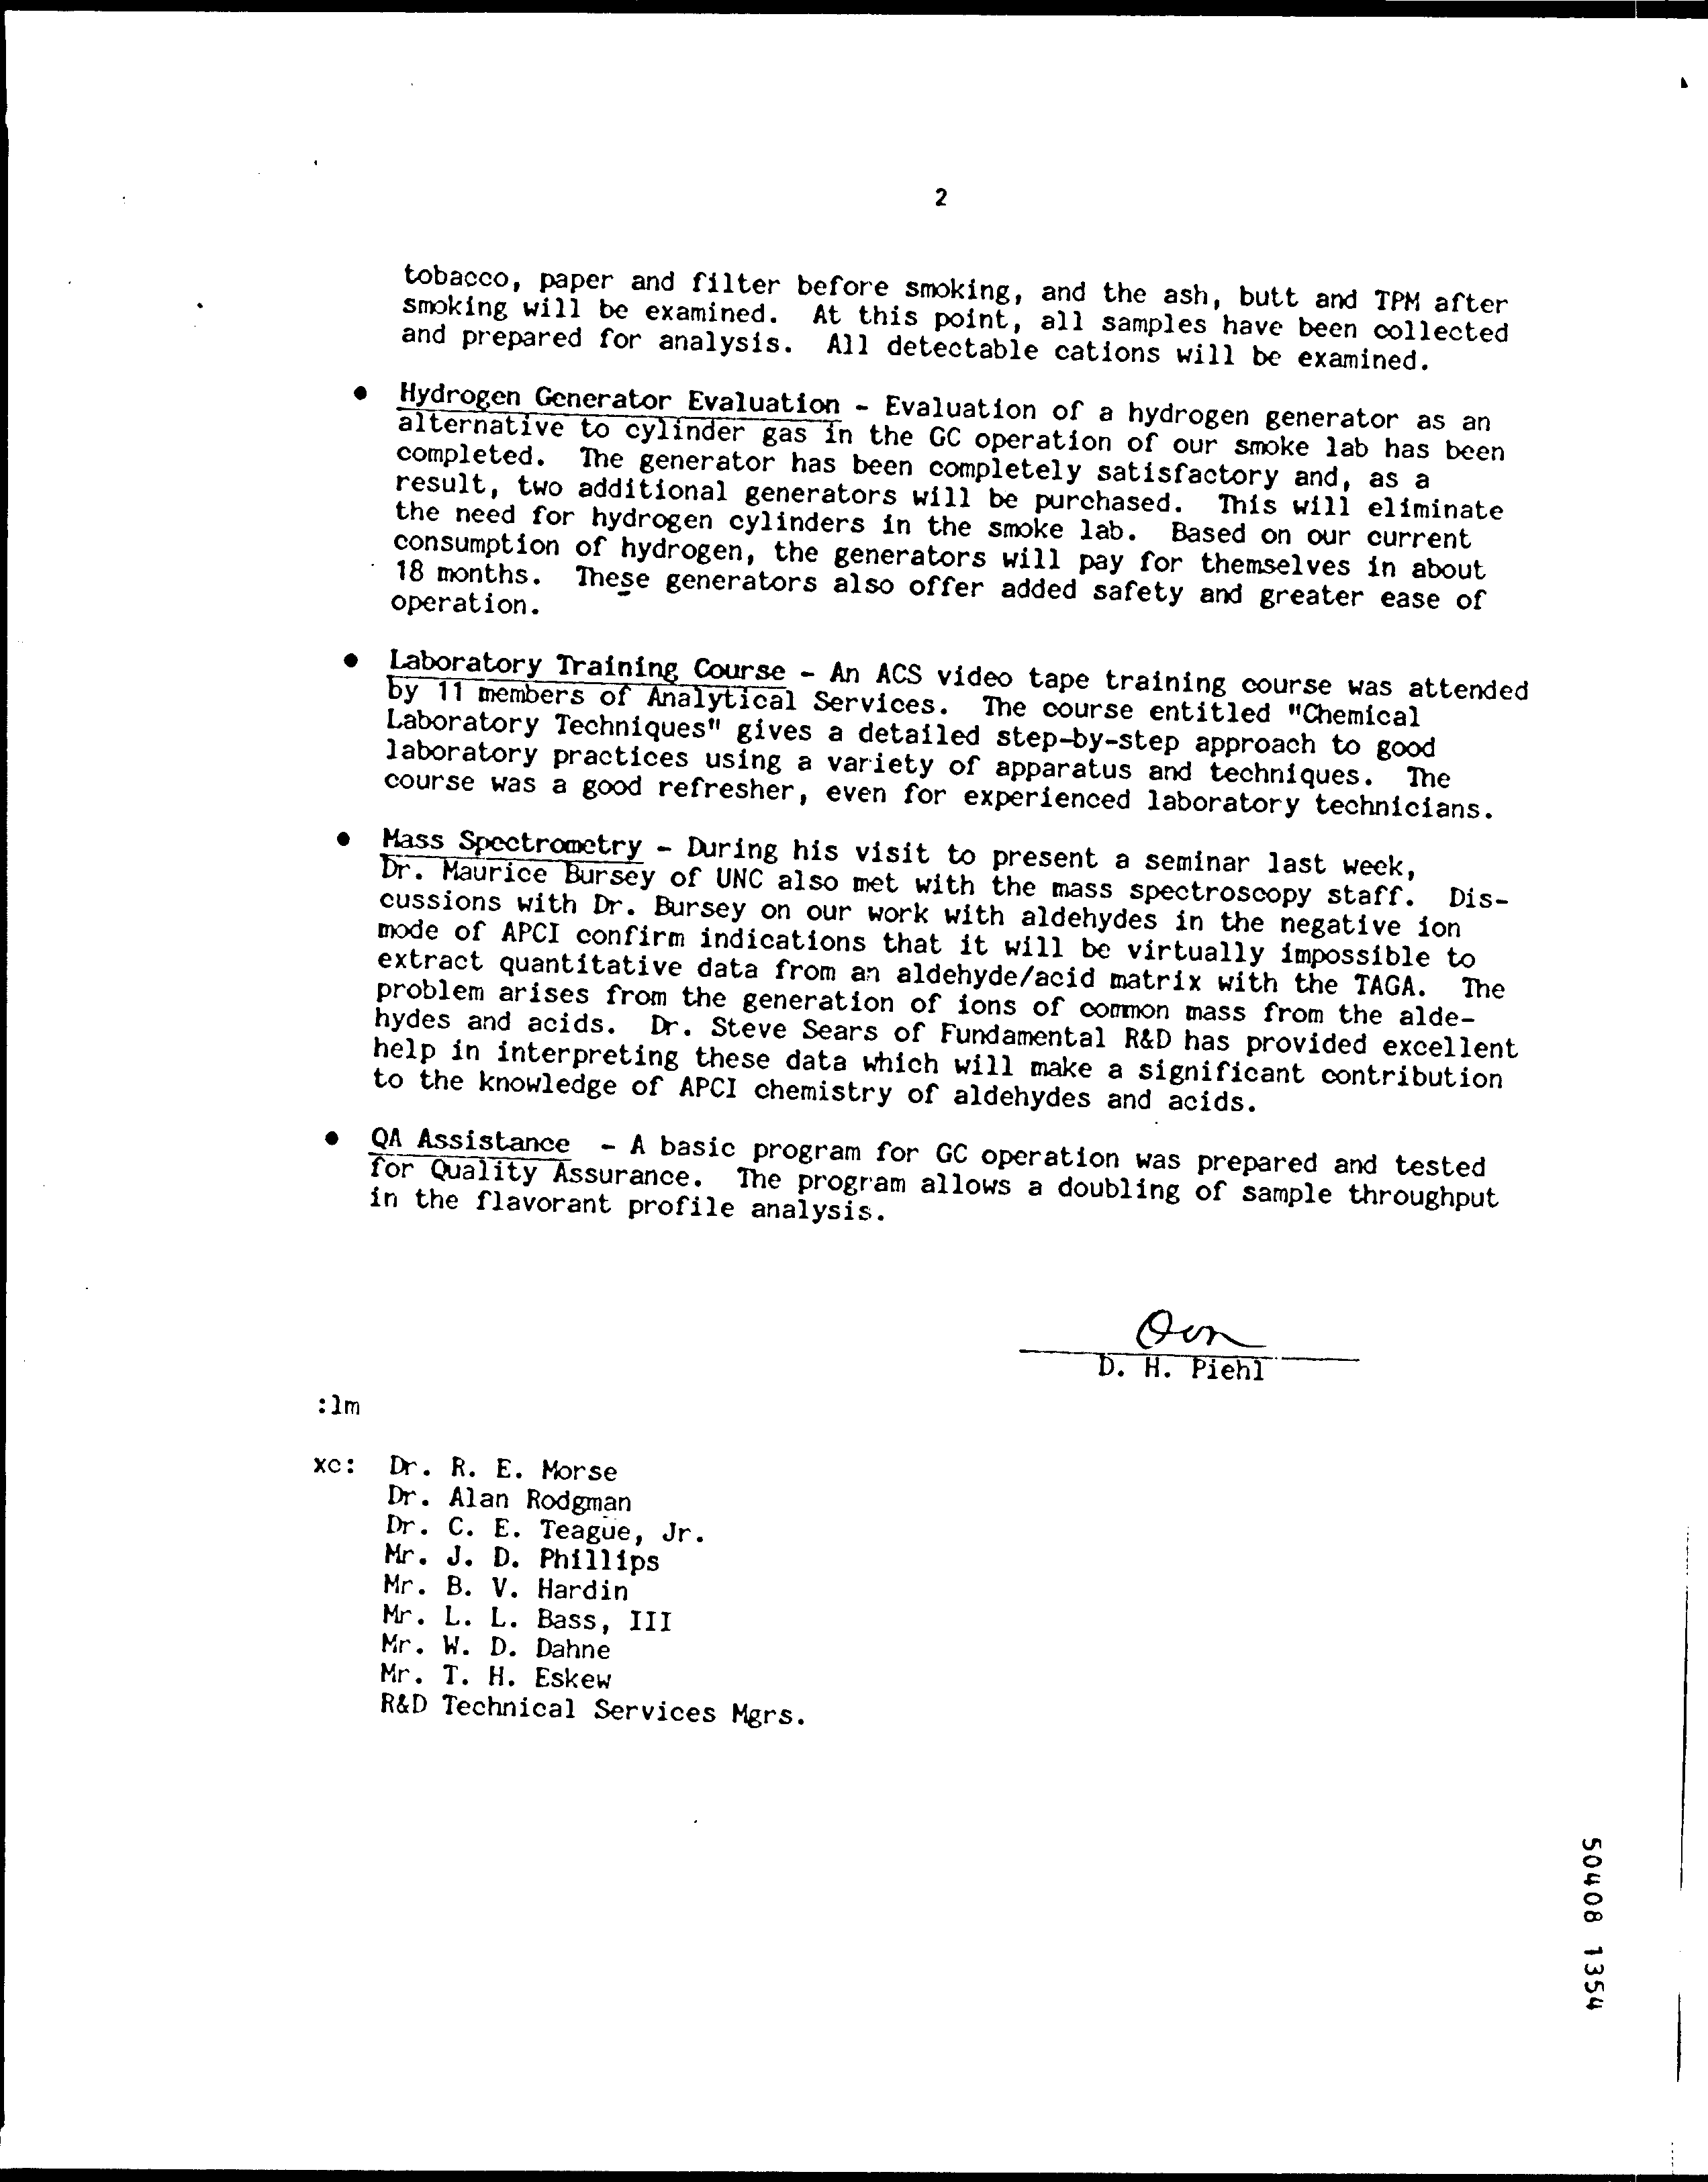 2
tobacco, paper and filter before smoking, and the ash, butt and TPM after
smoking will be examined. At this point, all samples have been collected
and prepared for analysis. All detectable cations will be examined.
● Hydrogen Generator Evaluation - Evaluation of a hydrogen generator as an
alternative to cylinder gas in the GC operation of our smoke lab has been
completed. The generator has been completely satisfactory and, as a
result, two additional generators will be purchased. This will eliminate
the need for hydrogen cylinders in the smoke lab. Based on our current
consumption of hydrogen, the generators will pay for themselves in about
18 months. These generators also offer added safety and greater ease of
operation.
● Laboratory Training Course - An ACS video tape training course was attended
by 11 members of Analytical Services. The course entitled "Chemical
Laboratory Techniques" gives a detailed step-by-step approach to good
laboratory practices using a variety of apparatus and techniques. The
course was a good refresher, even for experienced laboratory technicians.
● Mass Spectrometry - During his visit to present a seminar last week,
Dr. Maurice Bursey of UNC also met with the mass spectroscopy staff. Dis-
cussions with Dr. Bursey on our work with aldehydes in the negative ion
mode of APCI confirm indications that it will be virtually impossible to
extract quantitative data from an aldehyde/acid matrix with the TAGA. The
problem arises from the generation of ions of common mass from the alde-
hydes and acids. Dr. Steve Sears of Fundamental R&D has provided excellent
help in interpreting these data which will make a significant contribution
to the knowledge of APCI chemistry of aldehydes and acids.
● QA Assistance - A basic program for GC operation was prepared and tested
for Quality Assurance. The program allows a doubling of sample throughput
in the flavorant profile analysis.
D. H. Piehl
:lm
xc: Dr. R. E. Morse
Dr. Alan Rodgman
Dr. C. E. Teague, Jr.
Mr. J. D. Phillips
Mr. B. V. Hardin
Mr. L. L. Bass, III
Mr. W. D. Dahne
Mr. T. H. Eskew
R&D Technical Services Mgrs.
50408 1354